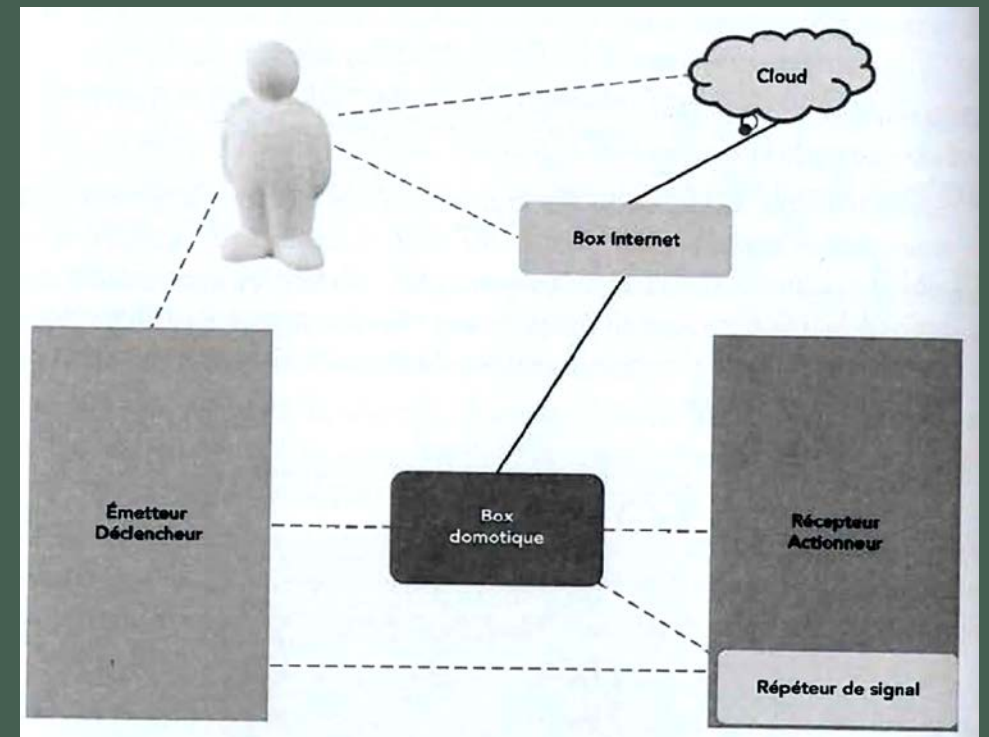 Cloud
Box Internet
Émetteur
Déclencheur
Box
domotique
Récepteur
Actionneur
Répéteur de signal